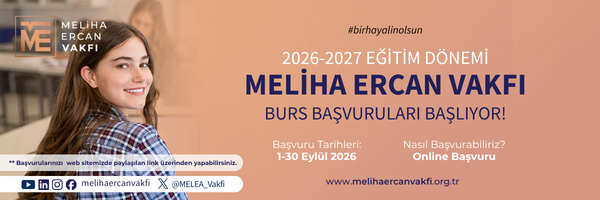 MELİHA
ERCAN
VAKFI
#birhayalinolsun
2026-2027 EĞİTİM DÖNEMİ
MELİHA ERCAN VAKFI
BURS BAŞVURULARI BAŞLIYOR!
Başvuru Tarihleri:
1-30 Eylül 2026
Nasıl Başvurabiliriz?
Online Başvuru
** Başvurularınızı web sitemizde paylaşılan link üzerinden yapabilirsiniz.
melihaercanvakfi
@MELEA_Vakfi
www.melihaercanvakfi.org.tr